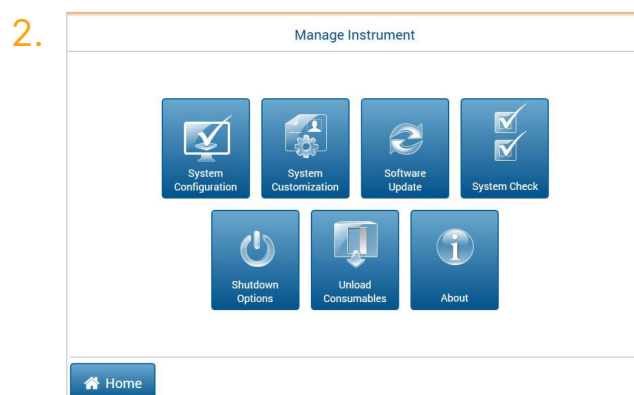 2.
Manage Instrument
System
Configuration
System
Customization
Software
Update
System Check
Shutdown
Options
Unload
Consumables
About
Home